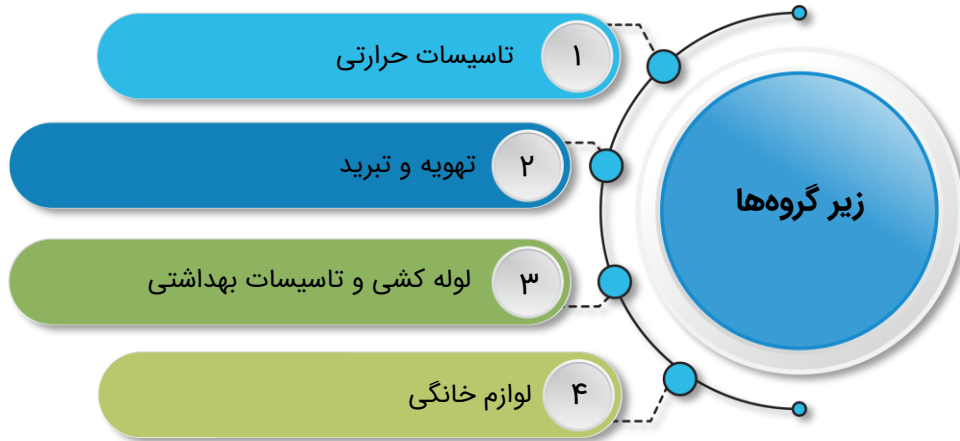 زیر گروه‌ها
۱ تاسیسات حرارتی
۲ تهویه و تبرید
۳ لوله کشی و تاسیسات بهداشتی
۴ لوازم خانگی